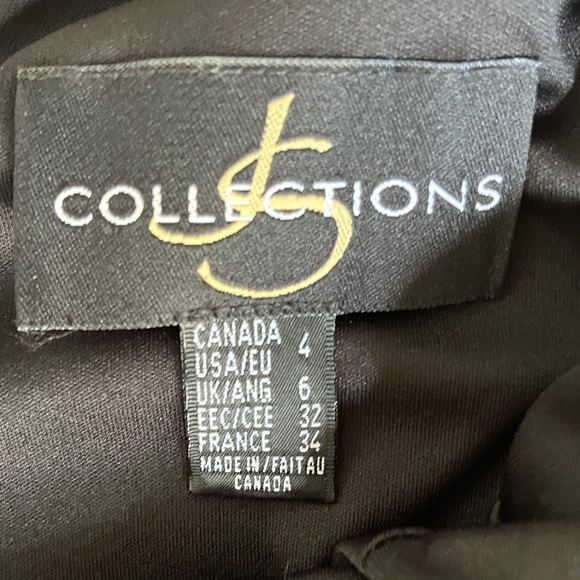 JS
COLLECTIONS
CANADA
USA/EU 4
UK/ANG 6
EEC/CEE 32
FRANCE 34
MADE IN/FAIT AU
CANADA